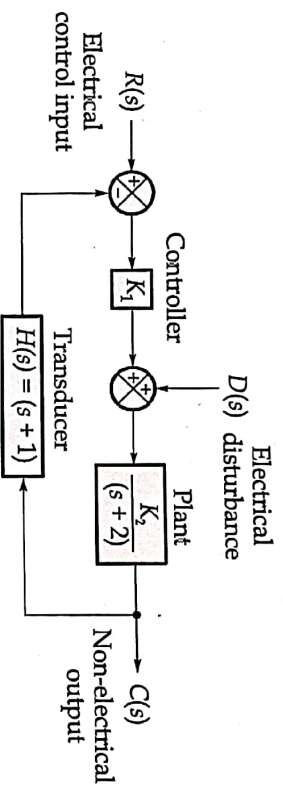 Electrical
disturbance
D(s)
Controller
Plant
R(s)
+
−
K₁
+
+
K₂
(s + 2)
C(s)
Electrical
control input
Non-electrical
output
Transducer
H(s) = (s + 1)